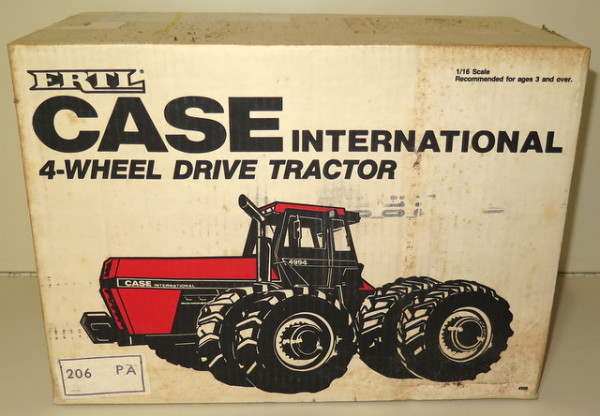 ERTL®
1/16 Scale
Recommended for ages 3 and over.
CASE INTERNATIONAL
4-WHEEL DRIVE TRACTOR
4994
CASE INTERNATIONAL
206 PA